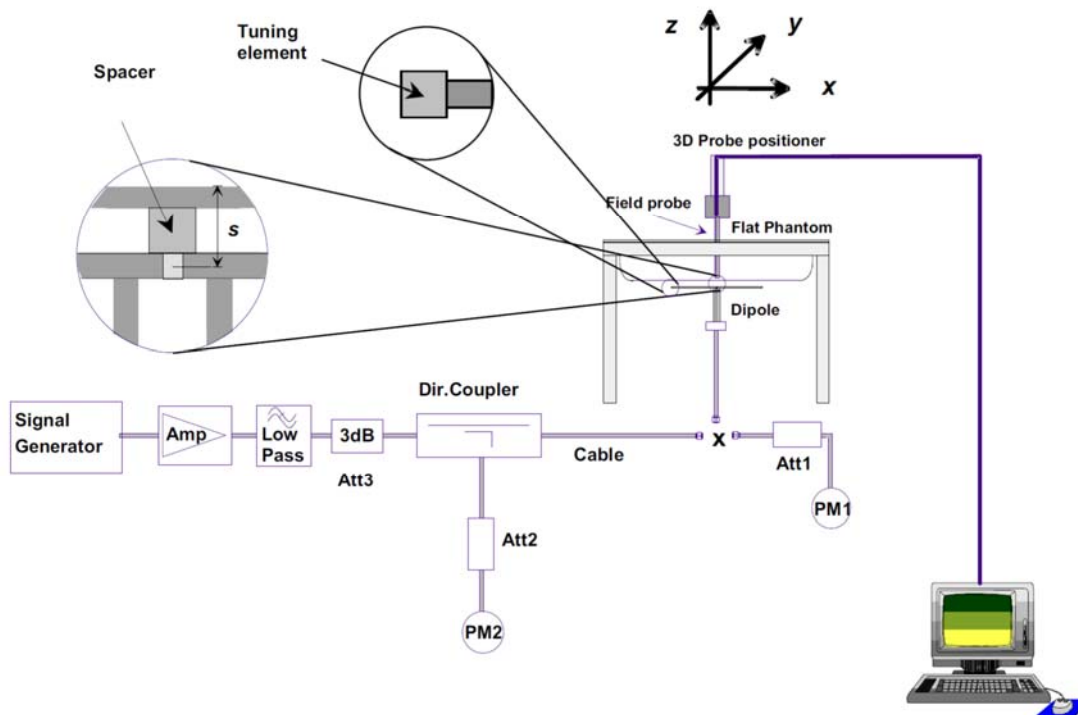 Tuning
element
Spacer
s
z
y
x
3D Probe positioner
Field probe
Flat Phantom
Dipole
Dir.Coupler
Signal
Generator
Amp
Low
Pass
3dB
Att3
Cable
x
Att1
PM1
Att2
PM2